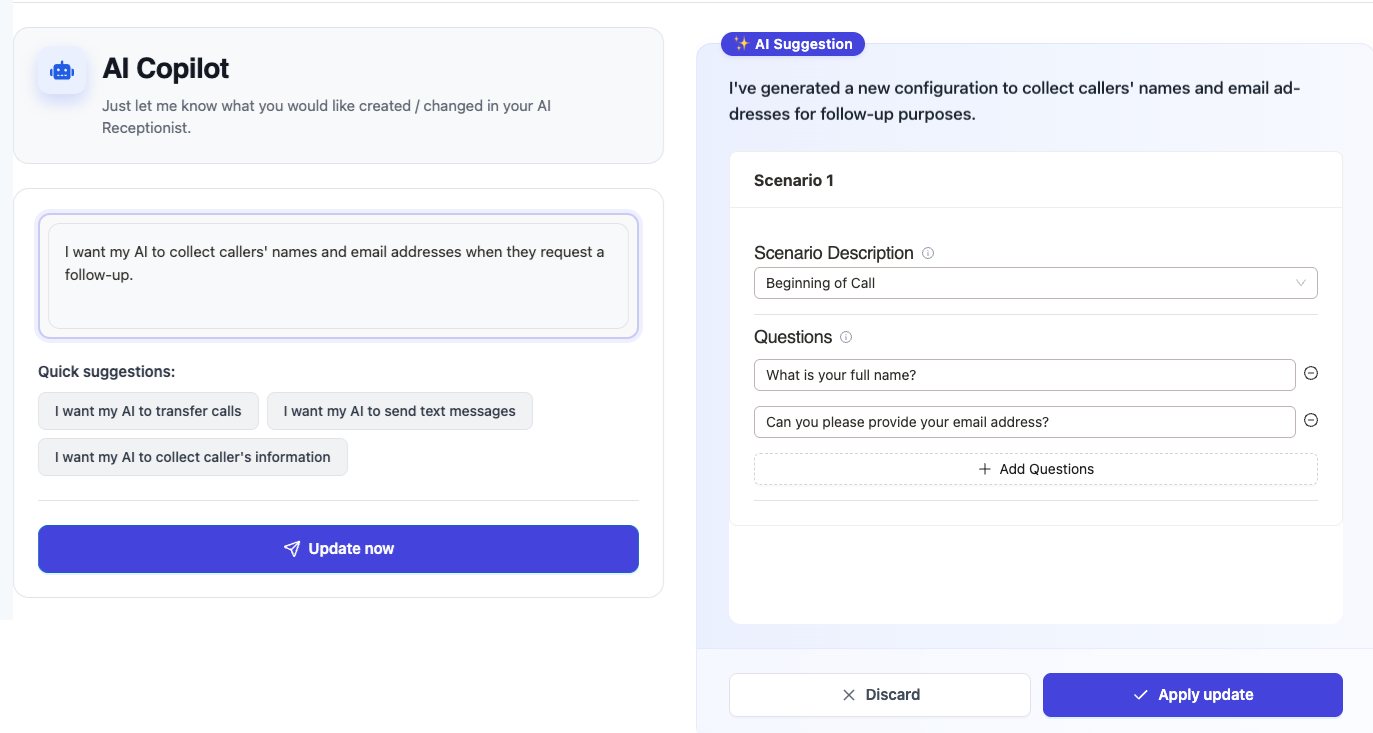 AI Copilot
Just let me know what you would like created / changed in your AI
Receptionist.
I want my AI to collect callers' names and email addresses when they request a
follow-up.
Quick suggestions:
I want my AI to transfer calls
I want my AI to send text messages
I want my AI to collect caller's information
Update now
✨ AI Suggestion
I've generated a new configuration to collect callers' names and email ad-
dresses for follow-up purposes.
Scenario 1
Scenario Description
Beginning of Call
Questions
What is your full name?
Can you please provide your email address?
+ Add Questions
Discard
Apply update